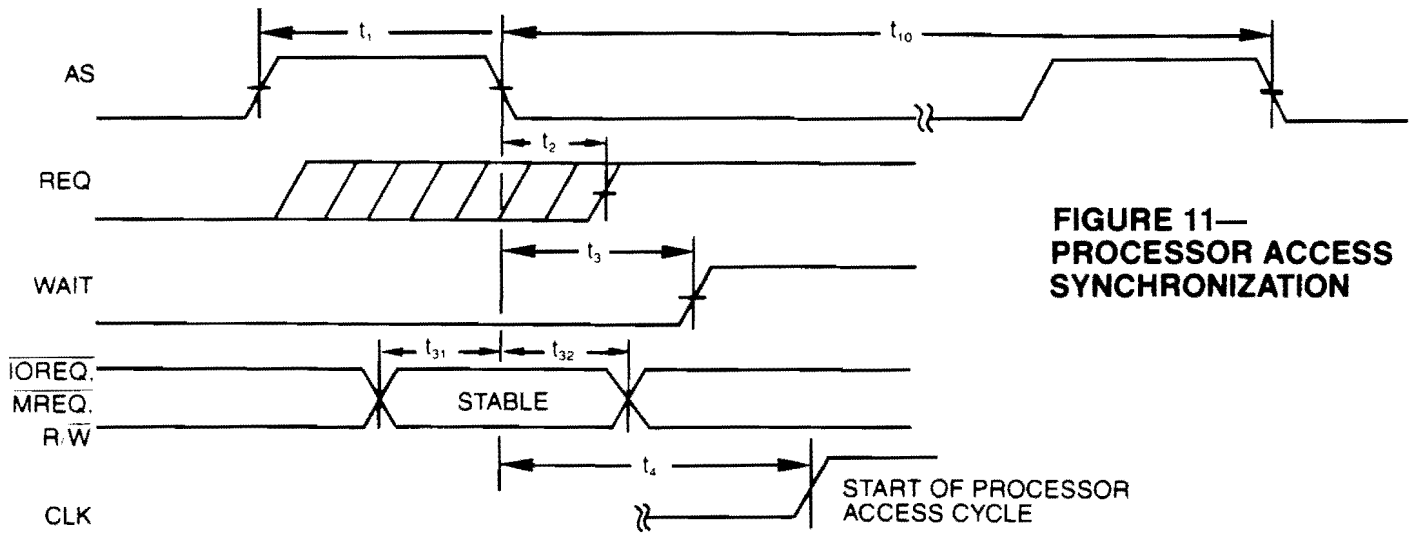 t₁
t₁₀
AS
t₂
REQ
FIGURE 11—
PROCESSOR ACCESS
SYNCHRONIZATION
t₃
WAIT
t₃₁
t₃₂
IOREQ,
MREQ,
STABLE
R/W
t₄
START OF PROCESSOR
ACCESS CYCLE
CLK